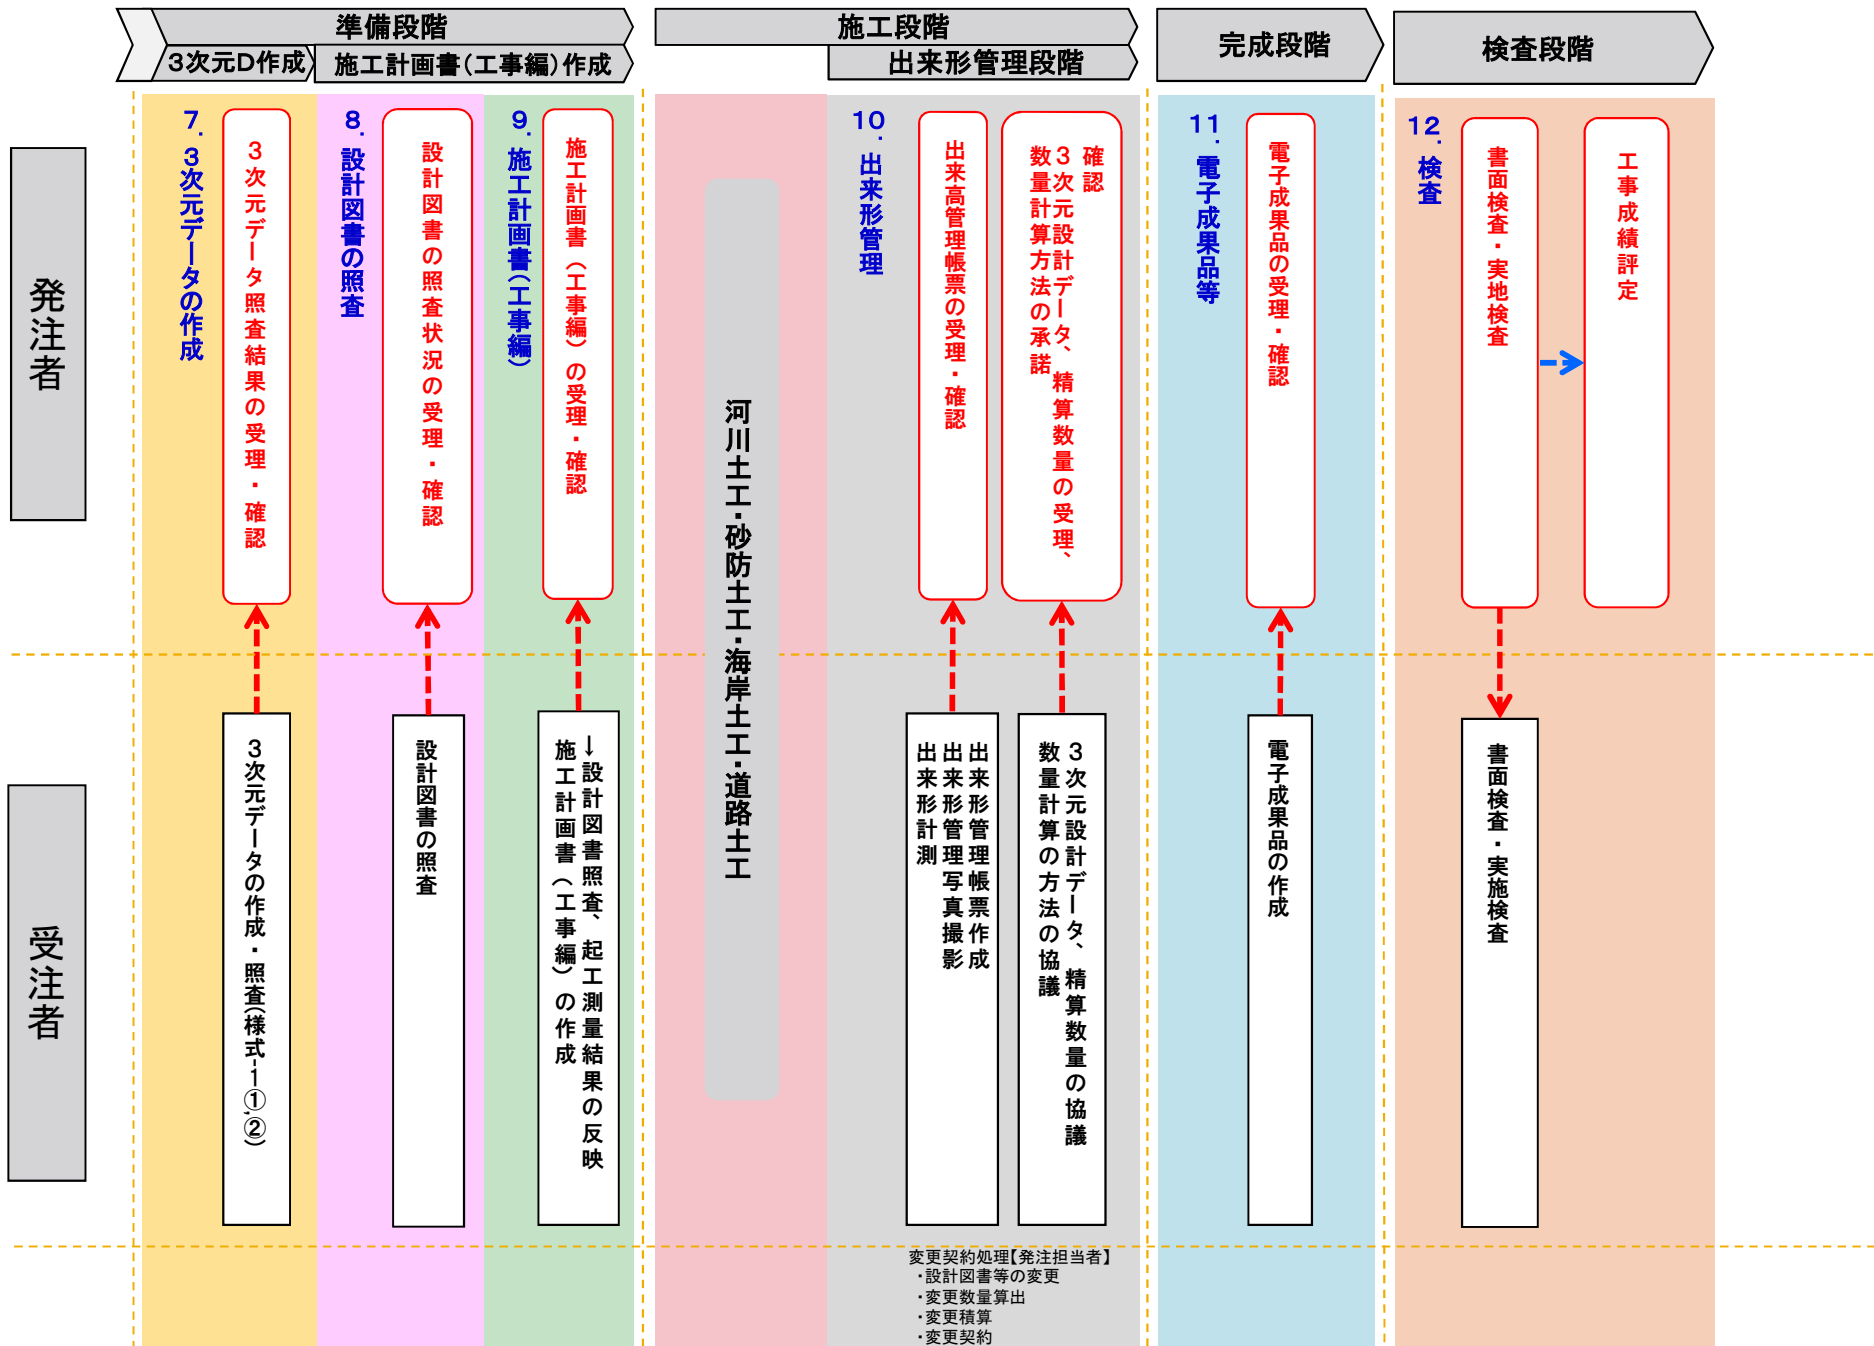 準備段階
3次元D作成
施工計画書(工事編)作成
施工段階
出来形管理段階
完成段階
検査段階
発注者
7．3次元データの作成
3次元データ照査結果の受理・確認
8．設計図書の照査
設計図書の照査状況の受理・確認
9．施工計画書(工事編)
施工計画書（工事編）の受理・確認
河川土工・砂防土工・海岸土工・道路土工
10．出来形管理
出来高管理帳票の受理・確認
3次元設計データ、精算数量の受理、
確認
数量計算方法の承諾
11．電子成果品等
電子成果品の受理・確認
12．検査
書面検査・実地検査
工事成績評定
受注者
3次元データの作成・照査(様式-1①,②)
設計図書の照査
施工計画書（工事編）の作成
→設計図書照査、起工測量結果の反映
出来形計測
出来形管理写真撮影
出来形管理帳票作成
3次元設計データ、精算数量の協議
数量計算の方法の協議
電子成果品の作成
書面検査・実施検査
変更契約処理【発注担当者】
・設計図書等の変更
・変更数量算出
・変更積算
・変更契約